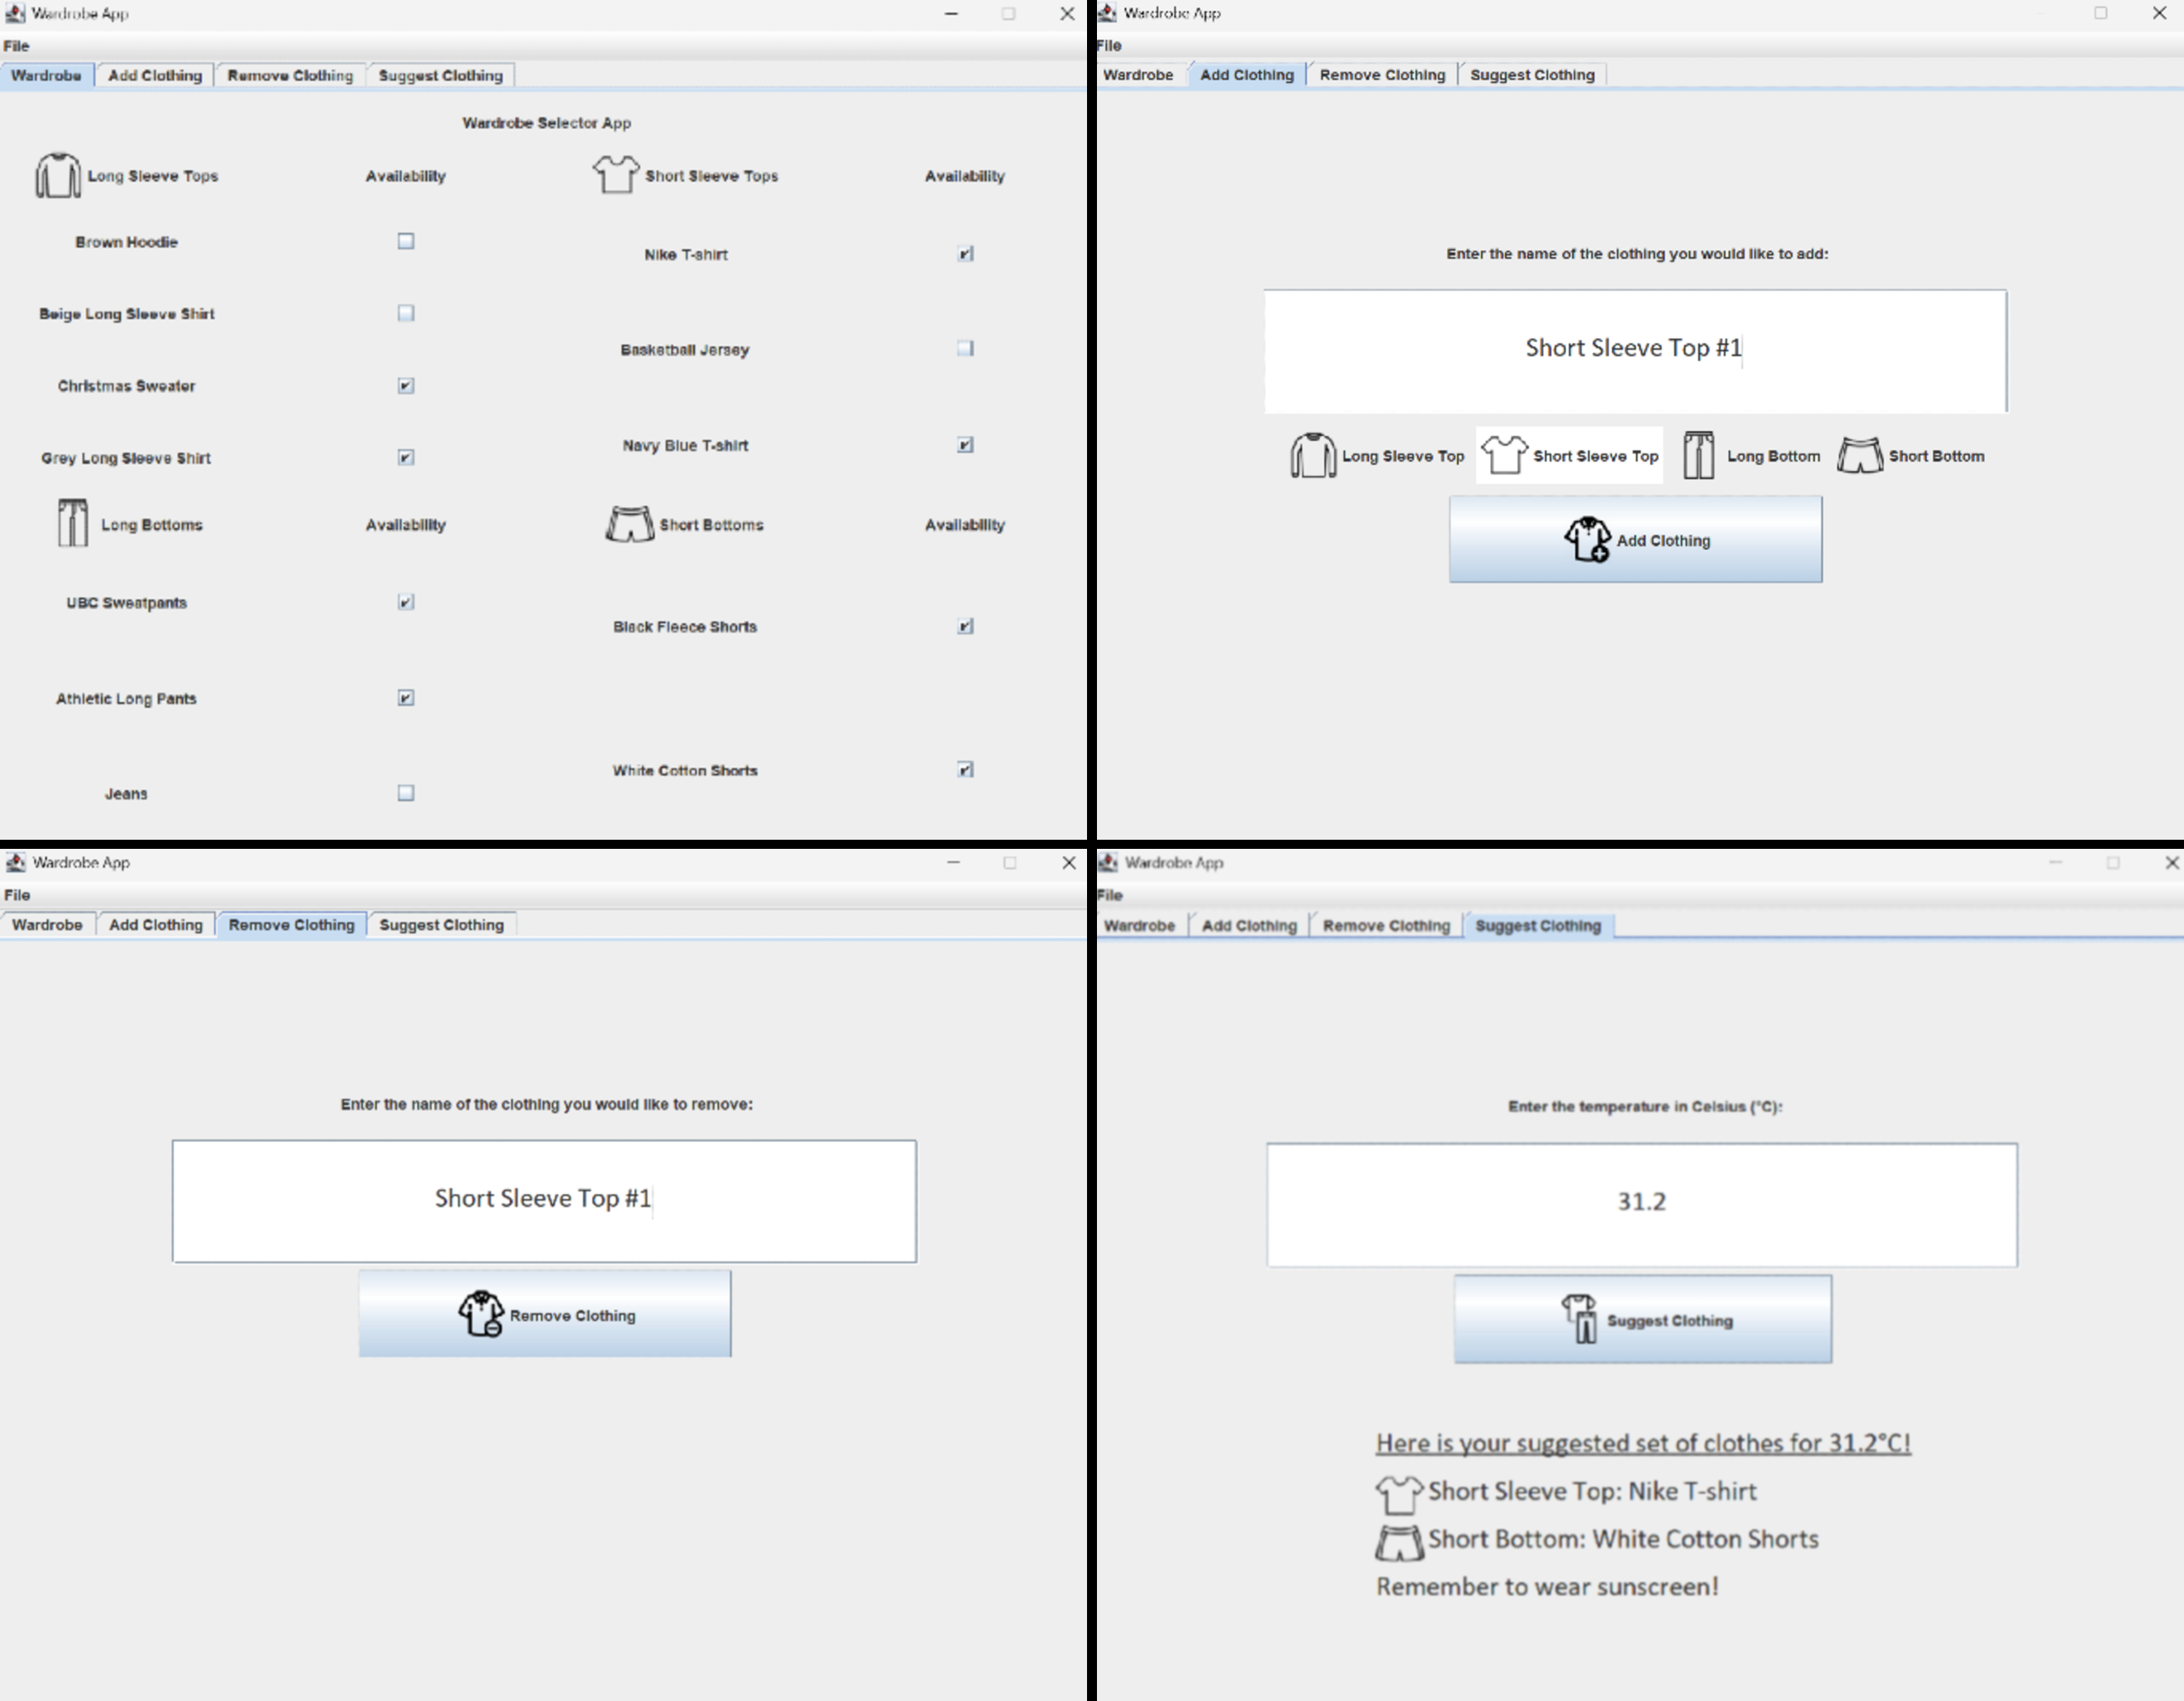 Wardrobe App
File
Wardrobe Add Clothing Remove Clothing Suggest Clothing
Wardrobe Selector App
Long Sleeve Tops Availability Short Sleeve Tops Availability
Brown Hoodie
Nike T-shirt
Beige Long Sleeve Shirt
Basketball Jersey
Christmas Sweater
Navy Blue T-shirt
Grey Long Sleeve Shirt
Long Bottoms Availability Short Bottoms Availability
UBC Sweatpants
Black Fleece Shorts
Athletic Long Pants
White Cotton Shorts
Jeans
Wardrobe App
File
Wardrobe Add Clothing Remove Clothing Suggest Clothing
Enter the name of the clothing you would like to add:
Short Sleeve Top #1
Long Sleeve Top Short Sleeve Top Long Bottom Short Bottom
Add Clothing
Wardrobe App
File
Wardrobe Add Clothing Remove Clothing Suggest Clothing
Enter the name of the clothing you would like to remove:
Short Sleeve Top #1
Remove Clothing
Wardrobe App
File
Wardrobe Add Clothing Remove Clothing Suggest Clothing
Enter the temperature in Celsius (°C):
31.2
Suggest Clothing
Here is your suggested set of clothes for 31.2°C!
Short Sleeve Top: Nike T-shirt
Short Bottom: White Cotton Shorts
Remember to wear sunscreen!